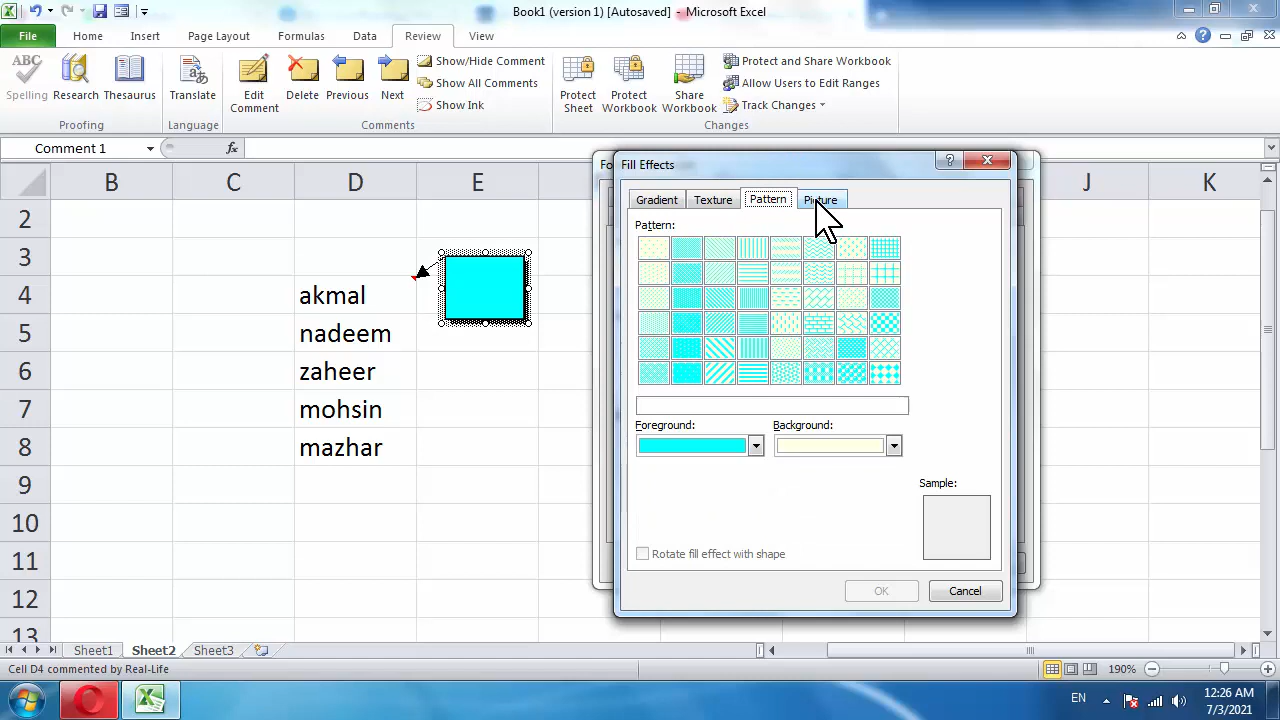 Book1 (version 1) [Autosaved] - Microsoft Excel
File Home Insert Page Layout Formulas Data Review View
ABC
Spelling Research Thesaurus
Proofing
Translate
Language
Edit Comment Delete Previous Next
Show/Hide Comment
Show All Comments
Show Ink
Comments
Protect Sheet Protect Workbook Share Workbook
Protect and Share Workbook
Allow Users to Edit Ranges
Track Changes
Changes
Comment 1 fx
B C D E J K
2
3
4 akmal
5 nadeem
6 zaheer
7 mohsin
8 mazhar
9
10
11
12
13
Fo
Fill Effects
Gradient Texture Pattern Picture
Pattern:
Foreground: Background:
Sample:
Rotate fill effect with shape
OK Cancel
Sheet1 Sheet2 Sheet3
Cell D4 commented by Real-Life 190%
EN 12:26 AM
7/3/2021